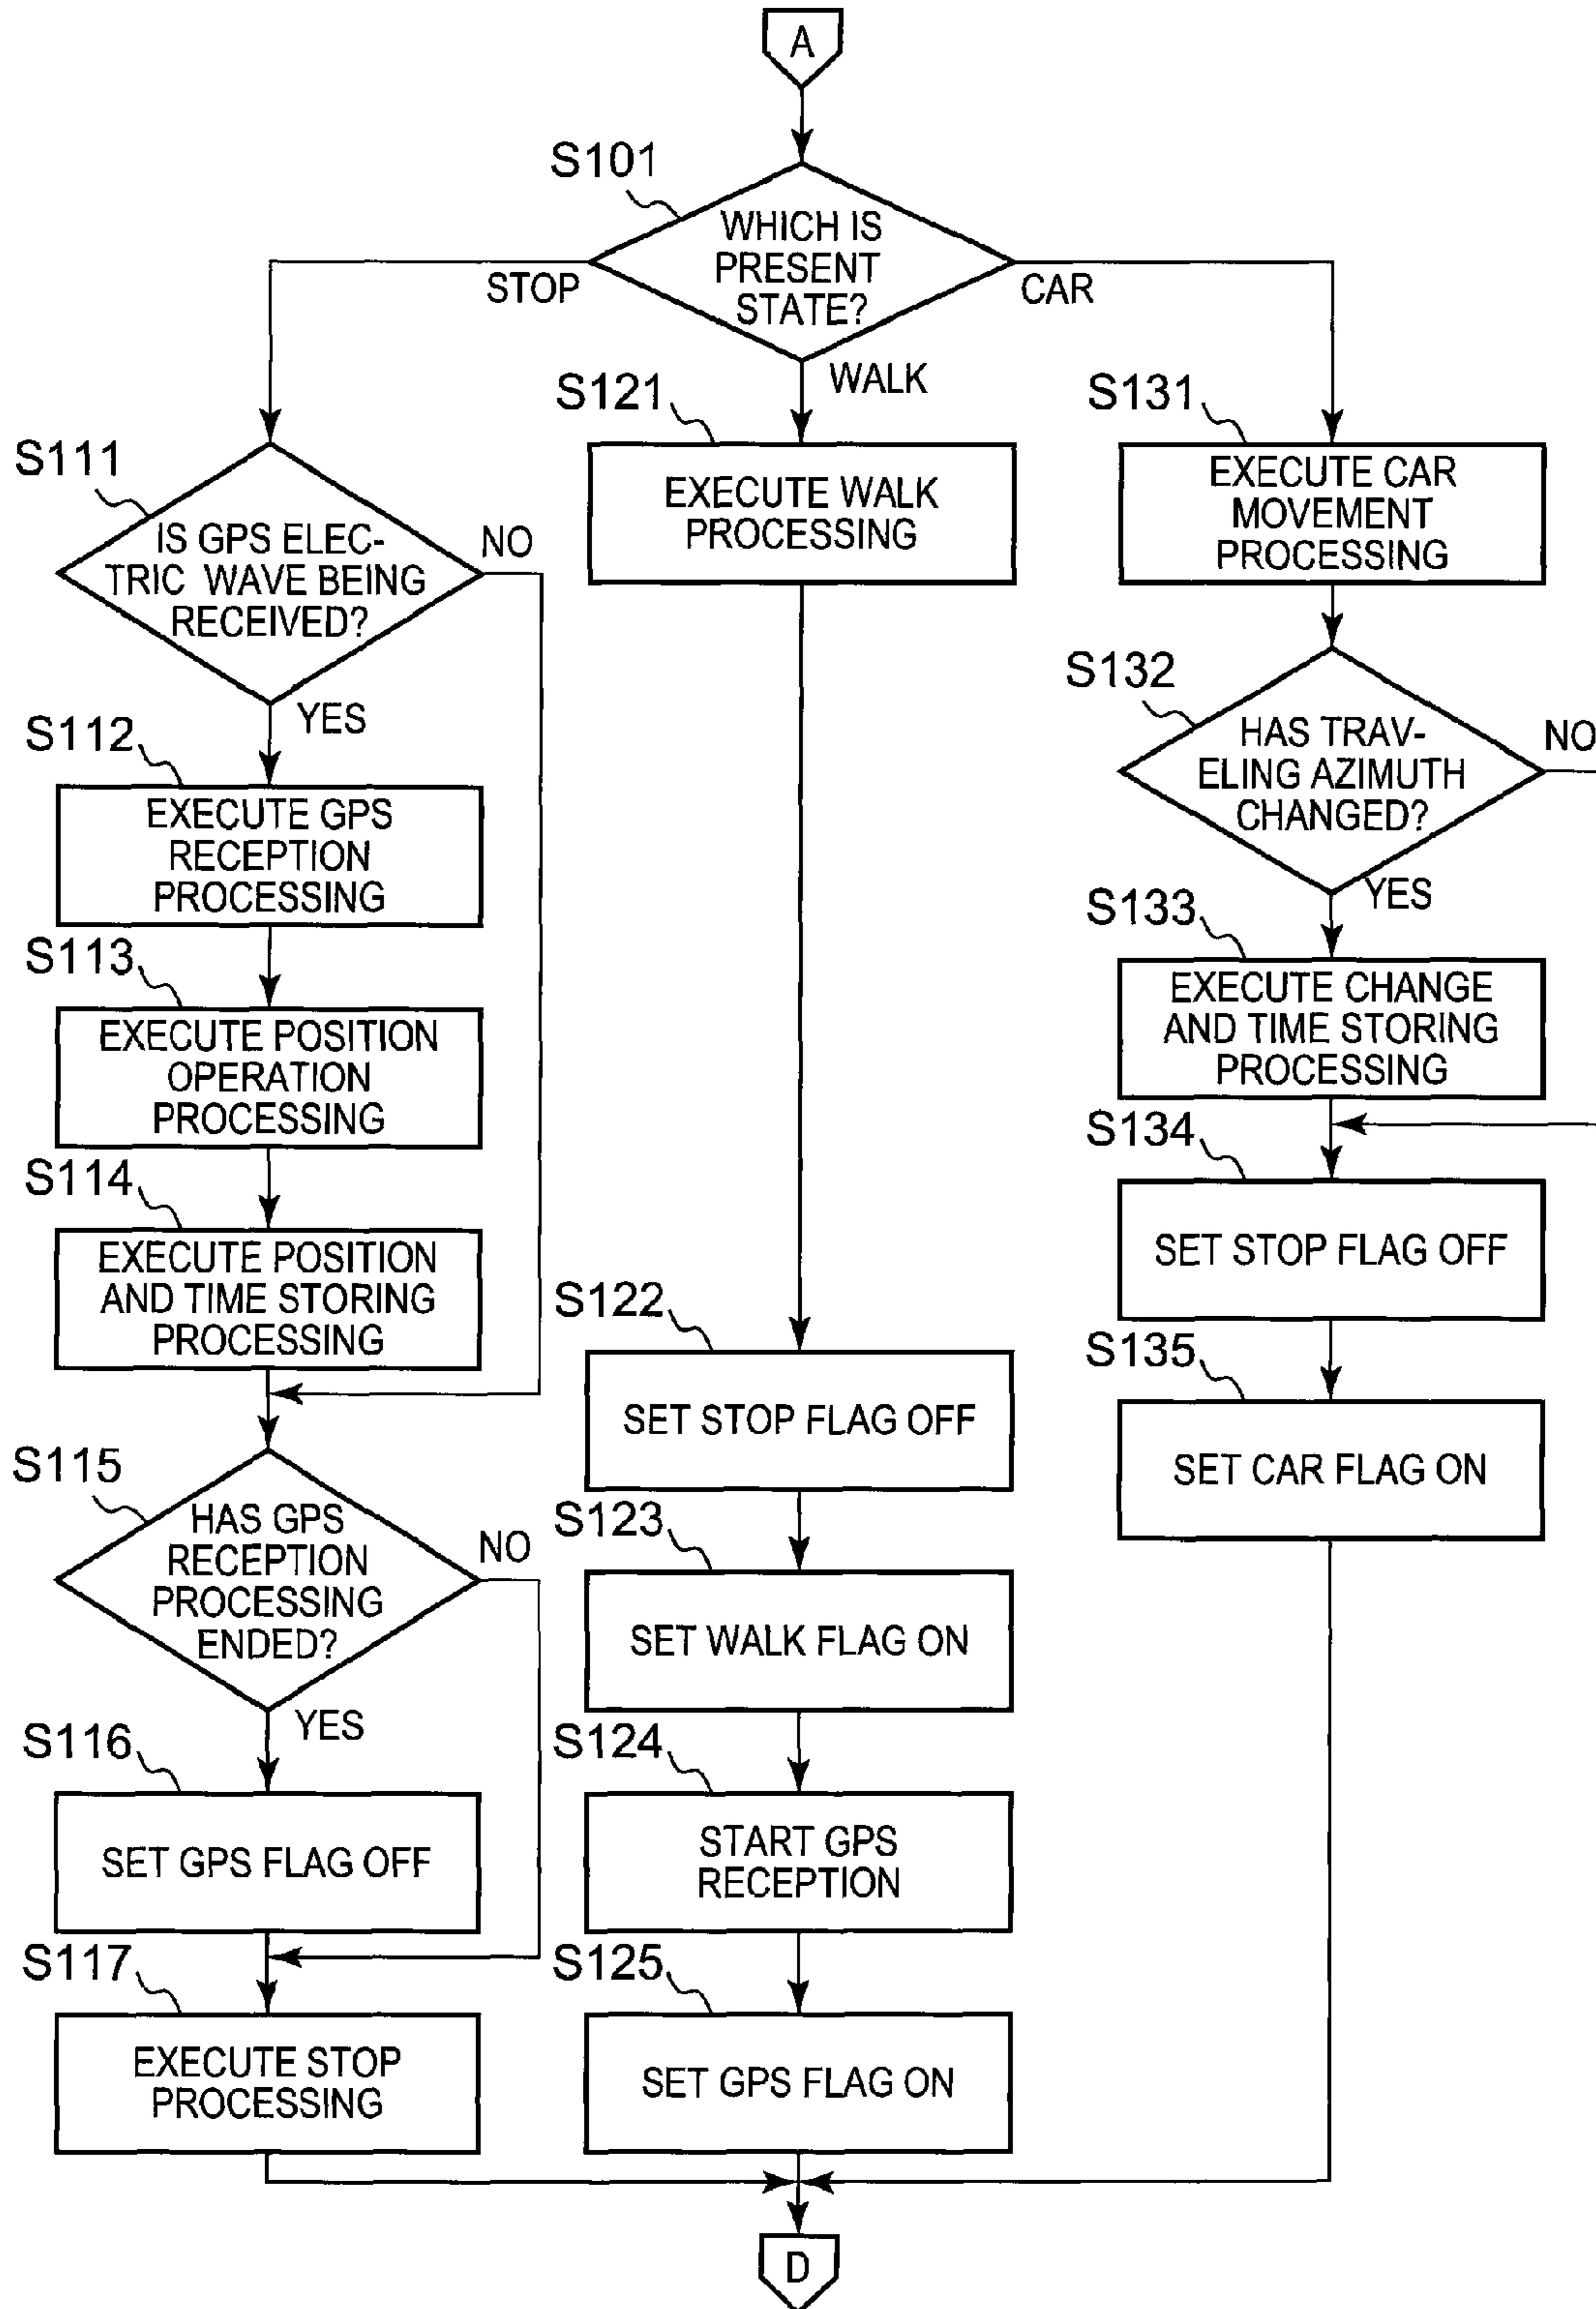 A
S101
WHICH IS
PRESENT
STATE?
STOP
CAR
WALK
S111
IS GPS ELEC-
TRIC WAVE BEING
RECEIVED?
NO
YES
S112
EXECUTE GPS
RECEPTION
PROCESSING
S113
EXECUTE POSITION
OPERATION
PROCESSING
S114
EXECUTE POSITION
AND TIME STORING
PROCESSING
S115
HAS GPS
RECEPTION
PROCESSING
ENDED?
NO
YES
S116
SET GPS FLAG OFF
S117
EXECUTE STOP
PROCESSING
S121
EXECUTE WALK
PROCESSING
S122
SET STOP FLAG OFF
S123
SET WALK FLAG ON
S124
START GPS
RECEPTION
S125
SET GPS FLAG ON
S131
EXECUTE CAR
MOVEMENT
PROCESSING
S132
HAS TRAV-
ELING AZIMUTH
CHANGED?
NO
YES
S133
EXECUTE CHANGE
AND TIME STORING
PROCESSING
S134
SET STOP FLAG OFF
S135
SET CAR FLAG ON
D